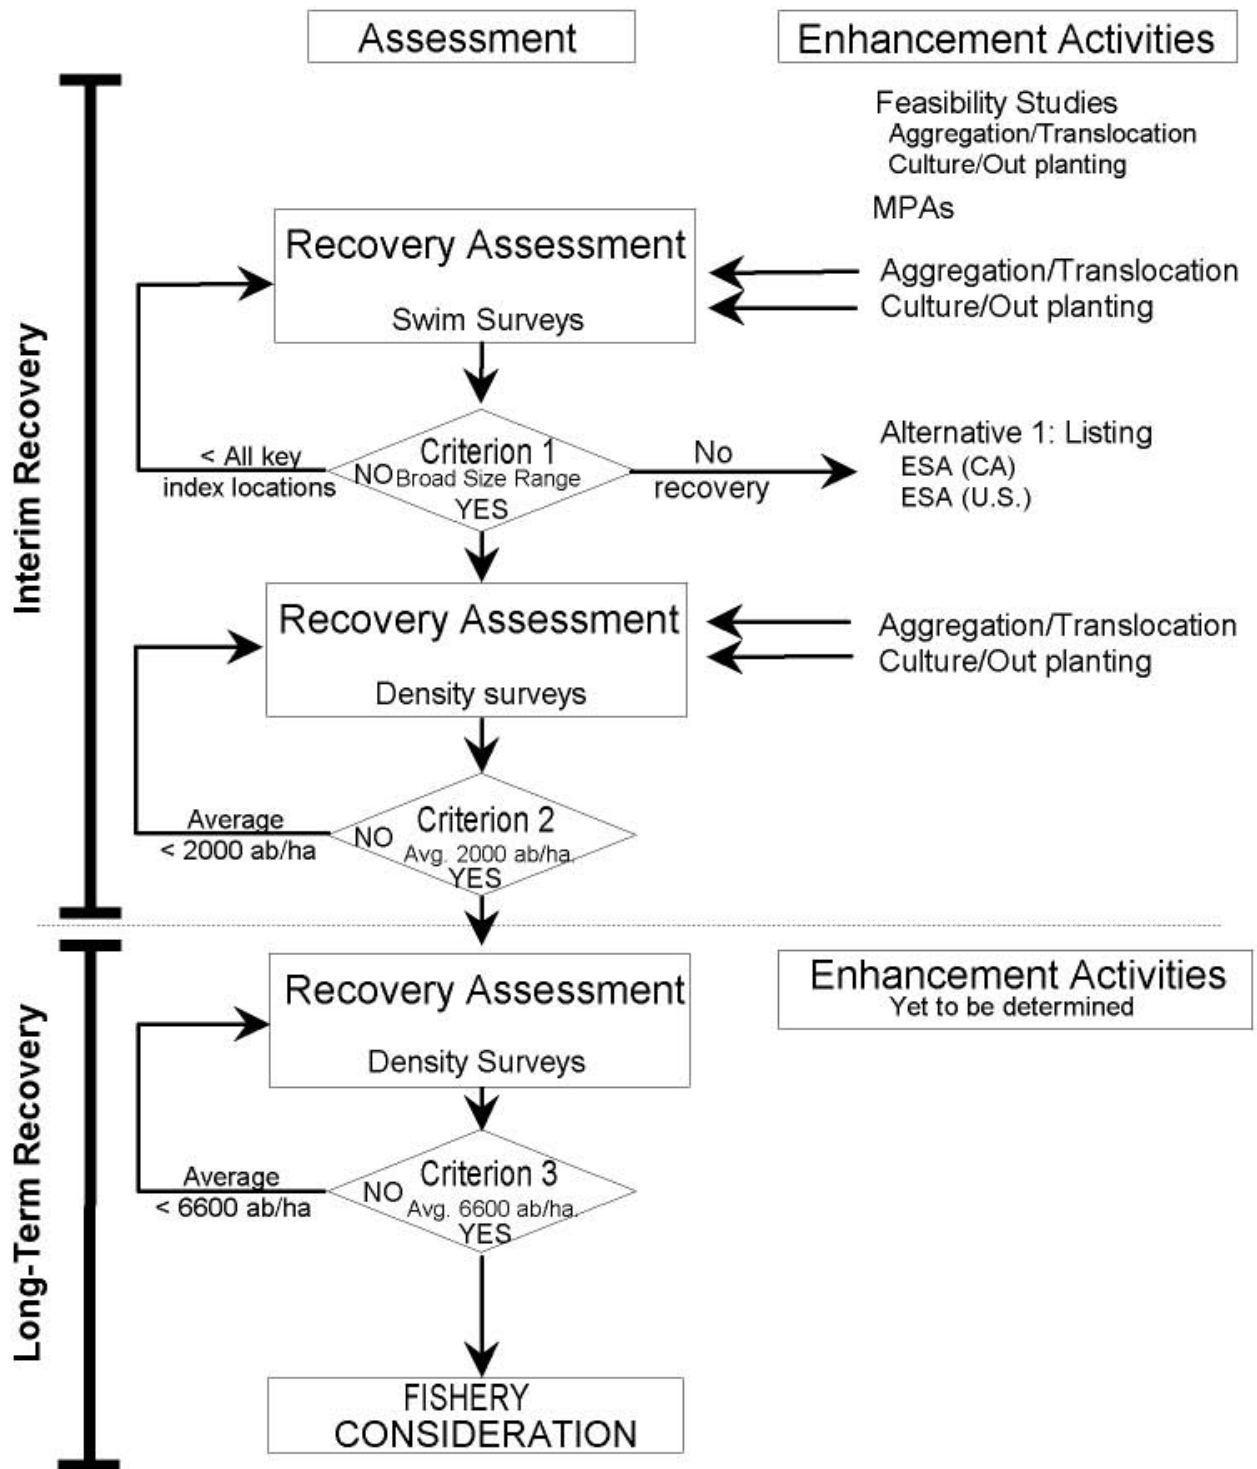 Assessment
Enhancement Activities
Interim Recovery
Feasibility Studies
Aggregation/Translocation
Culture/Out planting
MPAs
Recovery Assessment
Swim Surveys
Aggregation/Translocation
Culture/Out planting
< All key
index locations
Criterion 1
NO Broad Size Range
YES
No
recovery
Alternative 1: Listing
ESA (CA)
ESA (U.S.)
Recovery Assessment
Density surveys
Aggregation/Translocation
Culture/Out planting
Average
< 2000 ab/ha
Criterion 2
NO Avg. 2000 ab/ha.
YES
Long-Term Recovery
Recovery Assessment
Density Surveys
Enhancement Activities
Yet to be determined
Average
< 6600 ab/ha
Criterion 3
NO Avg. 6600 ab/ha.
YES
FISHERY
CONSIDERATION